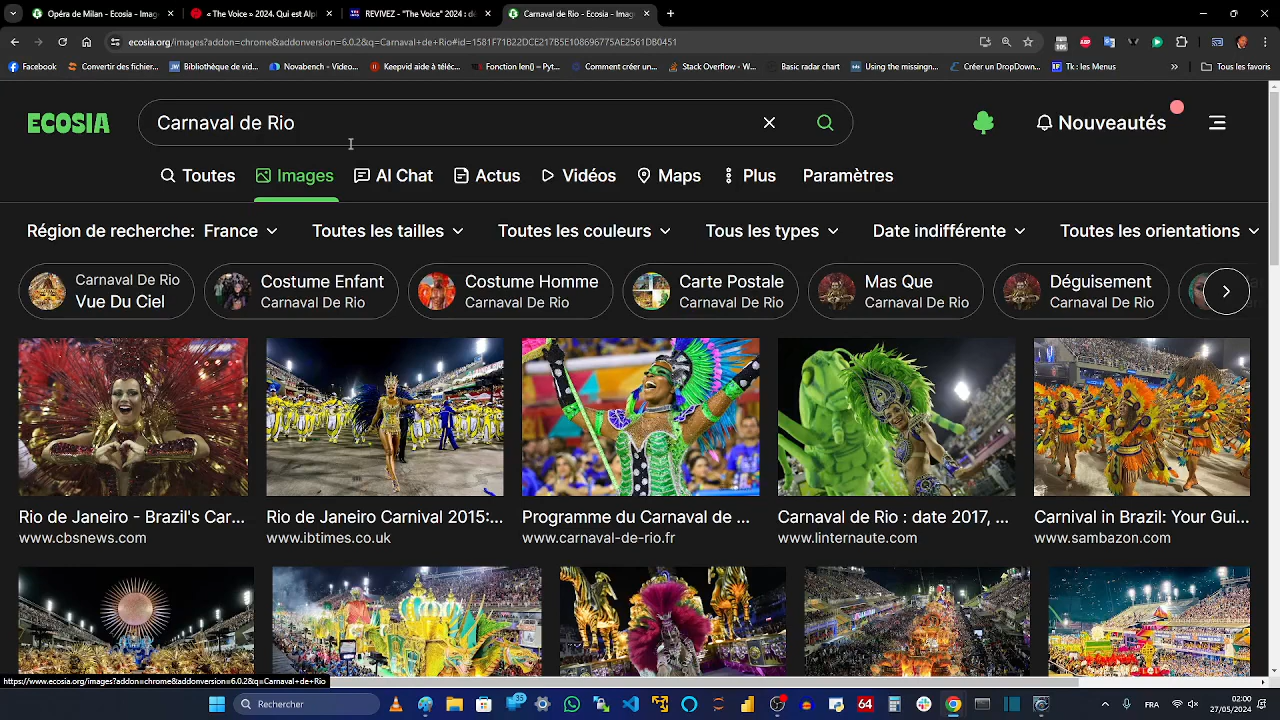 Opéra de Milan - Ecosia - Imag
« The Voice » 2024. Qui est Alph
REVIVEZ - "The Voice" 2024 : de
Carnaval de Rio - Ecosia - Imag
ecosia.org/images?addon=chrome&addonversion=6.0.2&q=Carnaval+de+Rio#id=1581F71B22DCE217B5E108696775AE2561DB0451
Facebook
Convertir des fichier...
Bibliothèque de vid...
Novabench - Video...
Keepvid aide à téléc...
Fonction len() — Pyt...
Comment créer un...
Stack Overflow - W...
Basic radar chart
Using the missingn...
Créer un DropDown...
Tk : les Menus
Tous les favoris
ECOSIA
Carnaval de Rio
Nouveautés
Toutes
Images
AI Chat
Actus
Vidéos
Maps
Plus
Paramètres
Région de recherche: France
Toutes les tailles
Toutes les couleurs
Tous les types
Date indifférente
Toutes les orientations
Carnaval De Rio
Vue Du Ciel
Costume Enfant
Carnaval De Rio
Costume Homme
Carnaval De Rio
Carte Postale
Carnaval De Rio
Mas Que
Carnaval De Rio
Déguisement
Carnaval De Rio
Rio de Janeiro - Brazil's Car...
www.cbsnews.com
Rio de Janeiro Carnival 2015:...
www.ibtimes.co.uk
Programme du Carnaval de ...
www.carnaval-de-rio.fr
Carnaval de Rio : date 2017, ...
www.linternaute.com
Carnival in Brazil: Your Gui...
www.sambazon.com
https://www.ecosia.org/images?addon=chrome&addonversion=6.0.2&q=Carnaval+de+Rio
Rechercher
35
64
FRA
02:00
27/05/2024